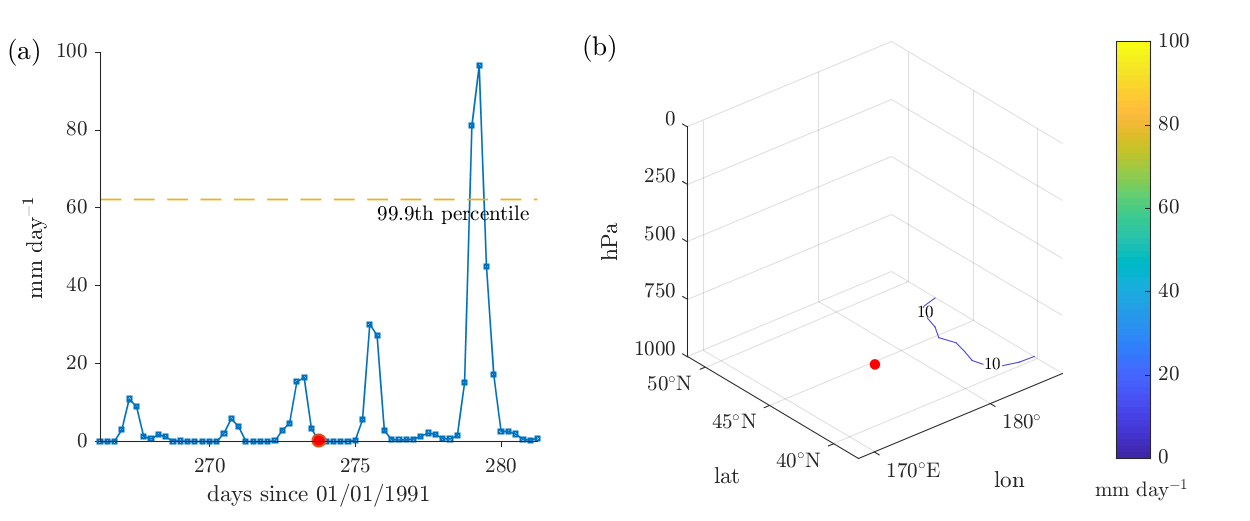 (a)
100
80
60
40
20
0
mm day⁻¹
99.9th percentile
270
275
280
days since 01/01/1991
(b)
0
250
500
750
1000
hPa
50°N
45°N
40°N
lat
170°E
180°
lon
10
10
100
80
60
40
20
0
mm day⁻¹